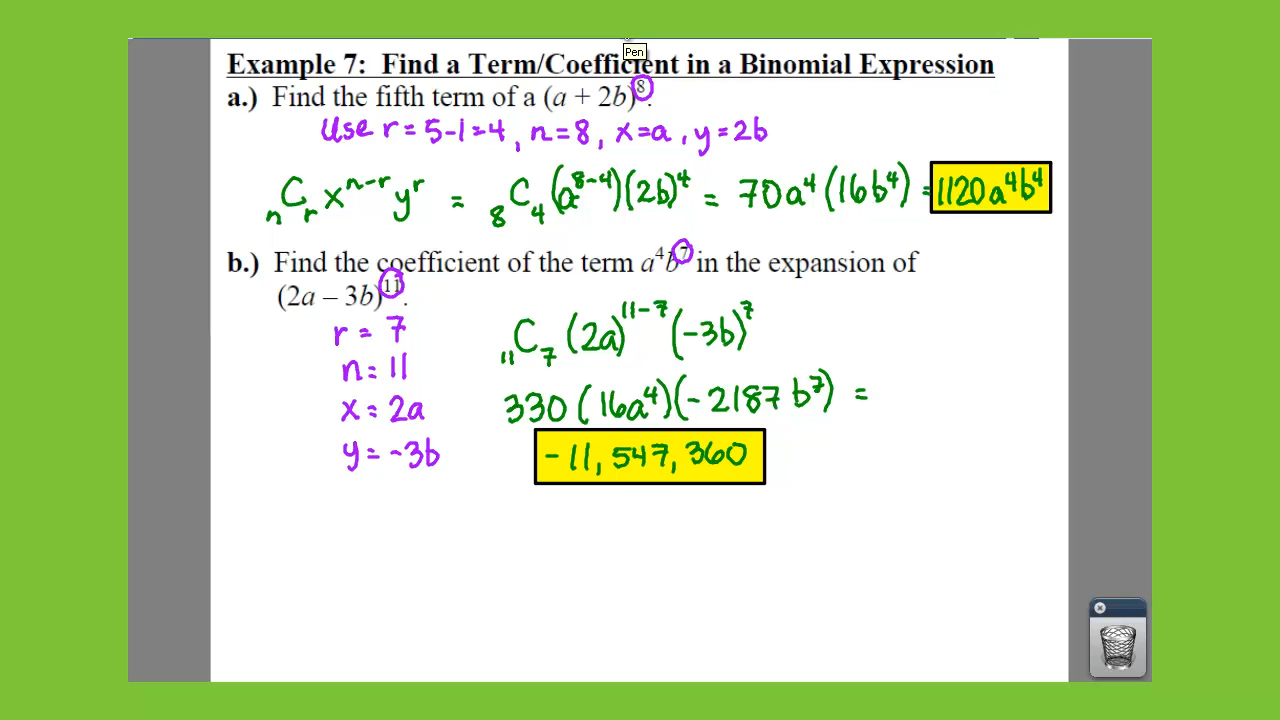 Pen
Example 7: Find a Term/Coefficient in a Binomial Expression
a.) Find the fifth term of a (a + 2b)⁸.
Use r = 5-1=4, n=8, x=a, y=2b
ₙCᵣ xⁿ⁻ʳ yʳ = ₈C₄ (a⁸⁻⁴)(2b)⁴ = 70a⁴(16b⁴) = 1120a⁴b⁴
b.) Find the coefficient of the term a⁴b⁷ in the expansion of
(2a – 3b)¹¹.
r = 7
n = 11
x = 2a
y = -3b
₁₁C₇ (2a)¹¹⁻⁷ (-3b)⁷
330 (16a⁴)(-2187 b⁷) =
-11,547,360